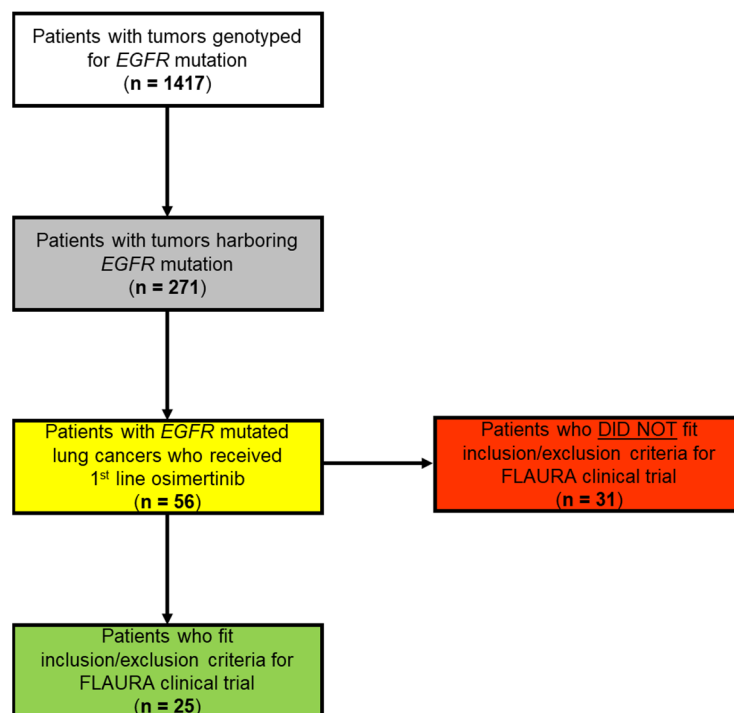 Patients with tumors genotyped
for EGFR mutation
(n = 1417)
Patients with tumors harboring
EGFR mutation
(n = 271)
Patients with EGFR mutated
lung cancers who received
1st line osimertinib
(n = 56)
Patients who DID NOT fit
inclusion/exclusion criteria for
FLAURA clinical trial
(n = 31)
Patients who fit
inclusion/exclusion criteria for
FLAURA clinical trial
(n = 25)